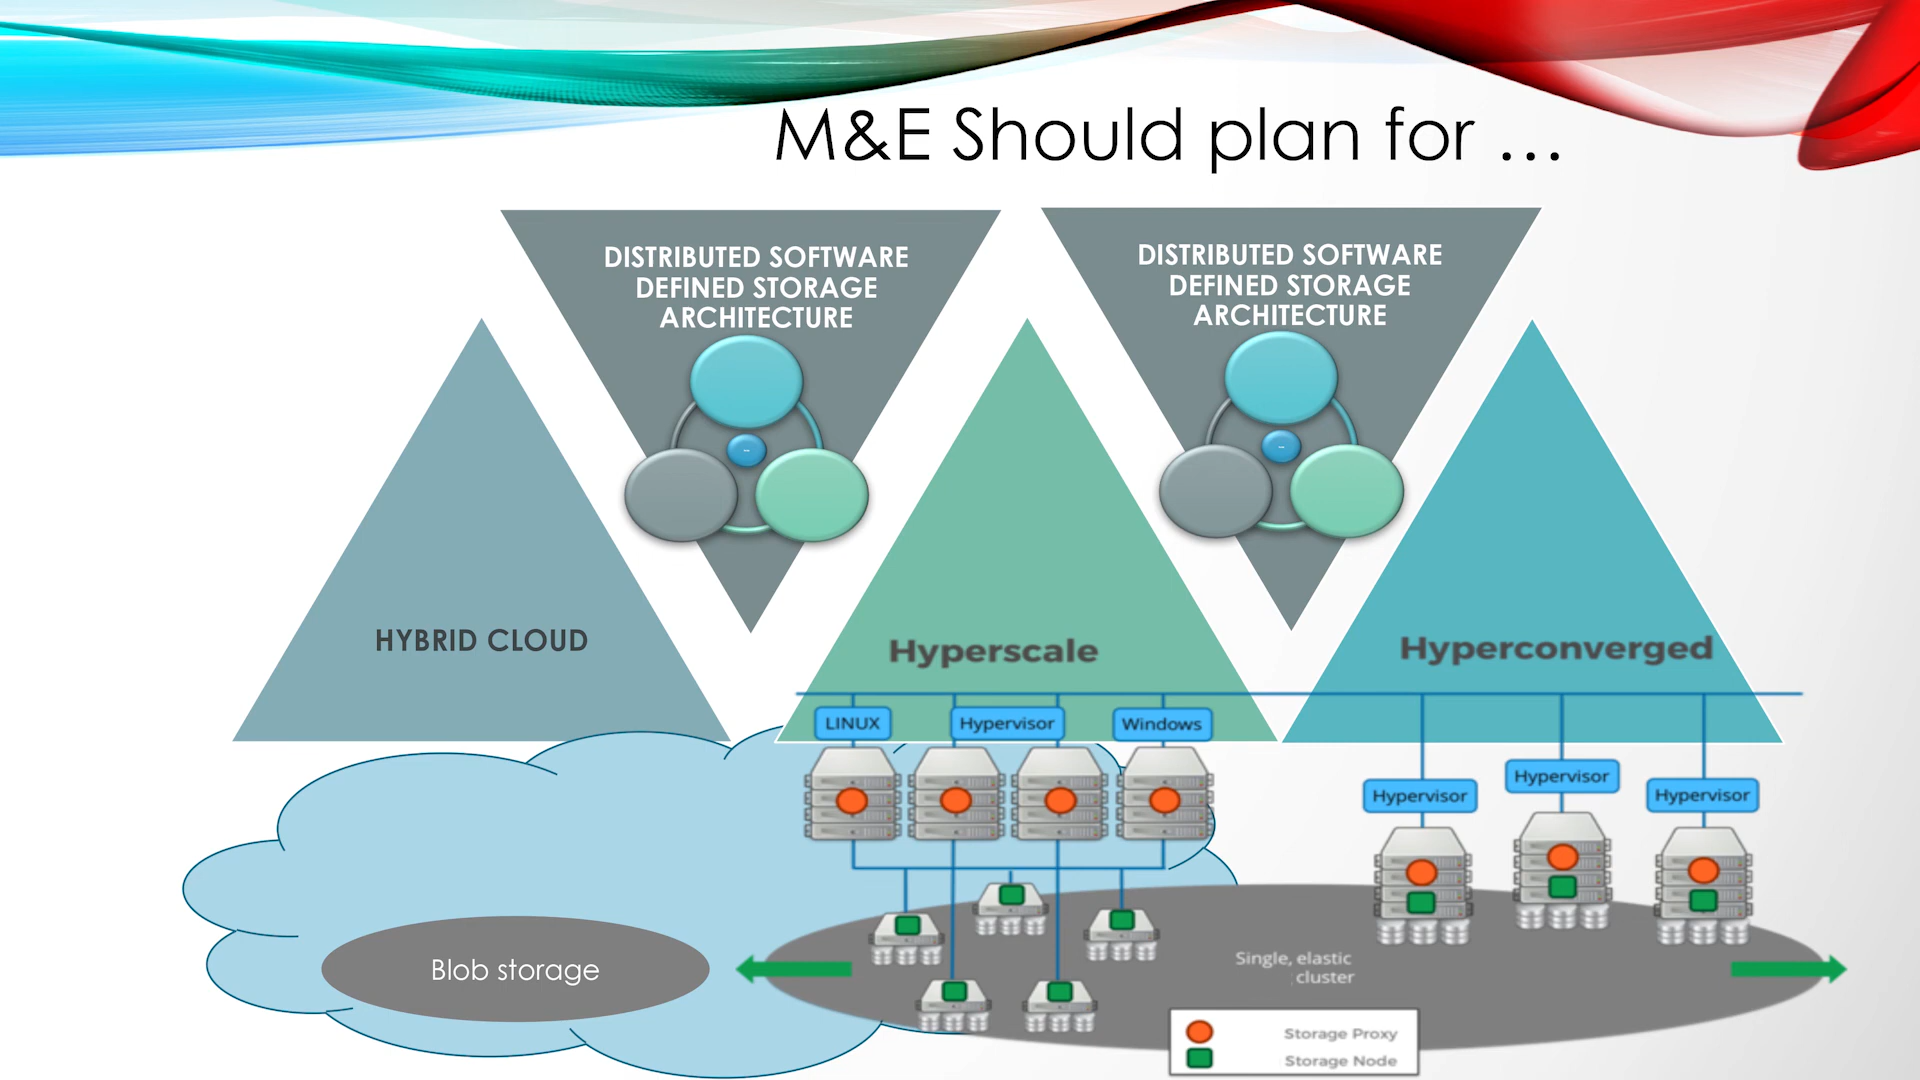 M&E Should plan for ...
DISTRIBUTED SOFTWARE
DEFINED STORAGE
ARCHITECTURE
DISTRIBUTED SOFTWARE
DEFINED STORAGE
ARCHITECTURE
HYBRID CLOUD
Hyperscale
Hyperconverged
LINUX
Hypervisor
Windows
Hypervisor
Hypervisor
Hypervisor
Blob storage
Single, elastic
cluster
Storage Proxy
Storage Node